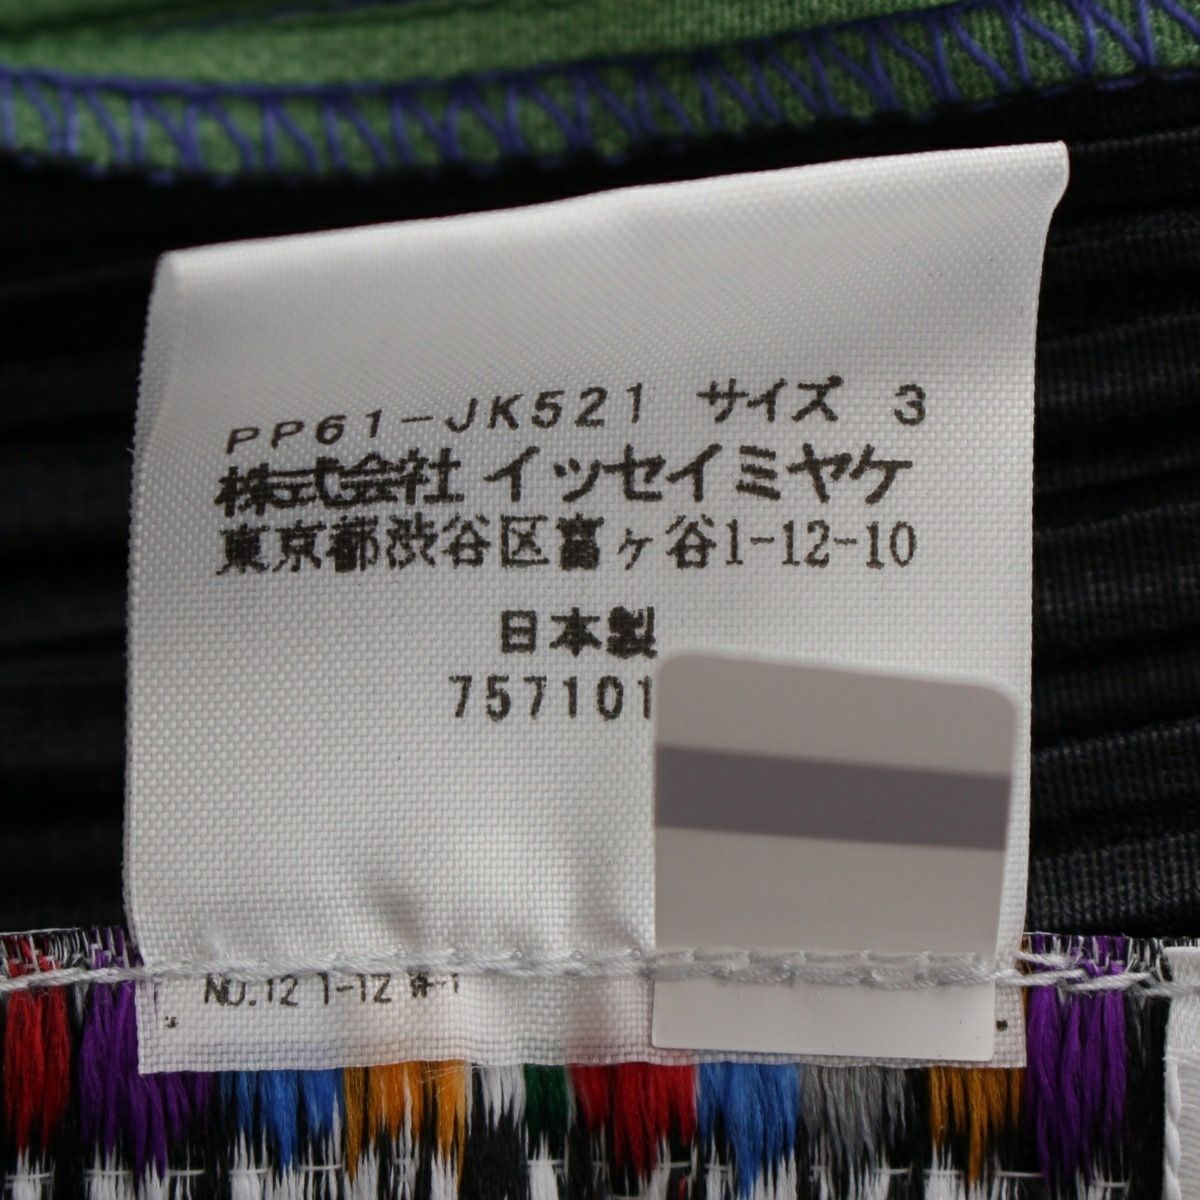 PP61-JK521 サイズ 3
株式会社 イッセイミヤケ
東京都渋谷区富ヶ谷1-12-10
日本製
757101
NO.12 1-12